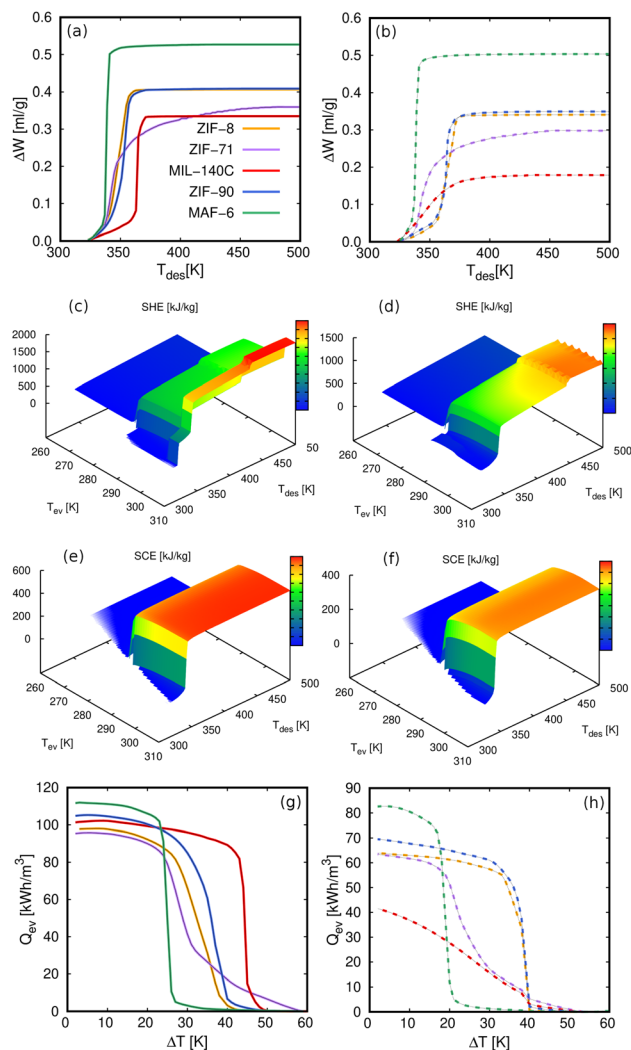 (a)
0.6
0.5
0.4
0.3
0.2
0.1
0.0
ΔW [ml/g]
ZIF-8
ZIF-71
MIL-140C
ZIF-90
MAF-6
300 350 400 450 500
T_des[K]
(b)
0.6
0.5
0.4
0.3
0.2
0.1
0.0
ΔW [ml/g]
300 350 400 450 500
T_des[K]
(c)
SHE [kJ/kg]
2000
1500
1000
500
0
260
270
280
290
300
310
T_ev [K]
300
350
400
450
50
T_des [K]
(d)
SHE [kJ/kg]
1500
1000
500
0
260
270
280
290
300
310
T_ev [K]
300
350
400
450
500
T_des [K]
(e)
SCE [kJ/kg]
600
400
200
0
260
270
280
290
300
310
T_ev [K]
300
350
400
450
500
T_des [K]
(f)
SCE [kJ/kg]
400
200
0
260
270
280
290
300
310
T_ev [K]
300
350
400
450
500
T_des [K]
(g)
120
100
80
60
40
20
0
Q_ev [kWh/m³]
0 10 20 30 40 50 60
ΔT [K]
(h)
90
80
70
60
50
40
30
20
10
0
Q_ev [kWh/m³]
0 10 20 30 40 50 60
ΔT [K]